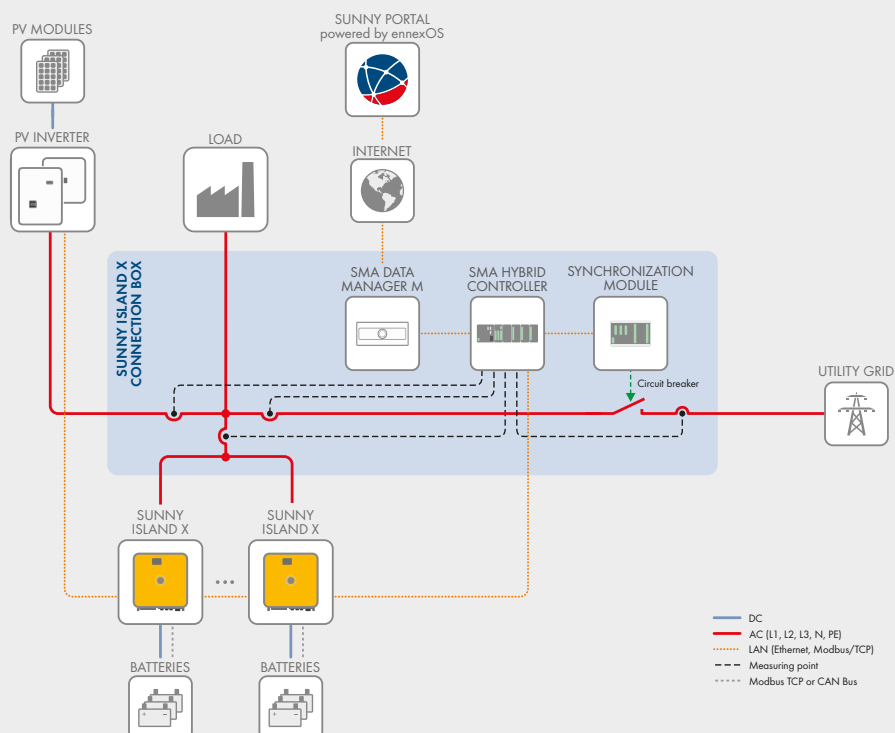 SUNNY PORTAL
powered by ennexOS
PV MODULES
PV INVERTER
LOAD
INTERNET
SUNNY ISLAND X
CONNECTION BOX
SMA DATA
MANAGER M
SMA HYBRID
CONTROLLER
SYNCHRONIZATION
MODULE
Circuit breaker
UTILITY GRID
SUNNY
ISLAND X
SUNNY
ISLAND X
BATTERIES
BATTERIES
DC
AC (L1, L2, L3, N, PE)
LAN (Ethernet, Modbus/TCP)
Measuring point
Modbus TCP or CAN Bus